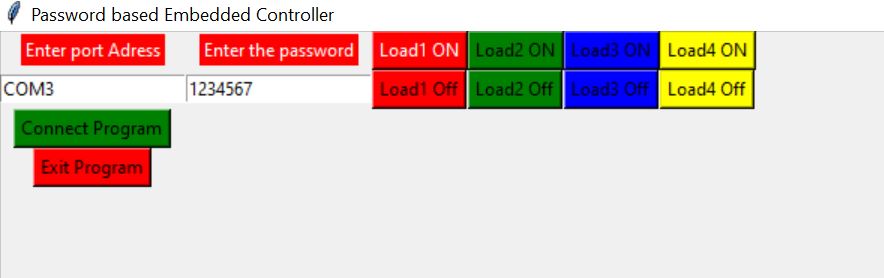 Password based Embedded Controller
Enter port Adress Enter the password Load1 ON Load2 ON Load3 ON Load4 ON
COM3 1234567 Load1 Off Load2 Off Load3 Off Load4 Off
Connect Program
Exit Program